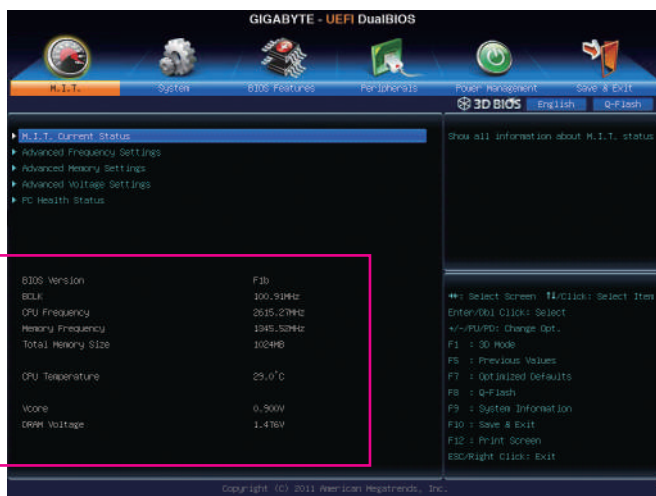 GIGABYTE - UEFI DualBIOS
M.I.T.
System
BIOS Features
Peripherals
Power Management
Save & Exit
3D BIOS
English
Q-Flash
M.I.T. Current Status
Advanced Frequency Settings
Advanced Memory Settings
Advanced Voltage Settings
PC Health Status
Show all information about M.I.T. status
BIOS Version F1b
BCLK 100.91MHz
CPU Frequency 2615.27MHz
Memory Frequency 1345.52MHz
Total Memory Size 1024MB
CPU Temperature 29.0°C
Vcore 0.900V
DRAM Voltage 1.476V
↔: Select Screen ↑↓/Click: Select Item
Enter/Dbl Click: Select
+/-/PU/PD: Change Opt.
F1 : 3D Mode
F5 : Previous Values
F7 : Optimized Defaults
F8 : Q-Flash
F9 : System Information
F10 : Save & Exit
F12 : Print Screen
ESC/Right Click: Exit
Copyright (C) 2011 American Megatrends, Inc.